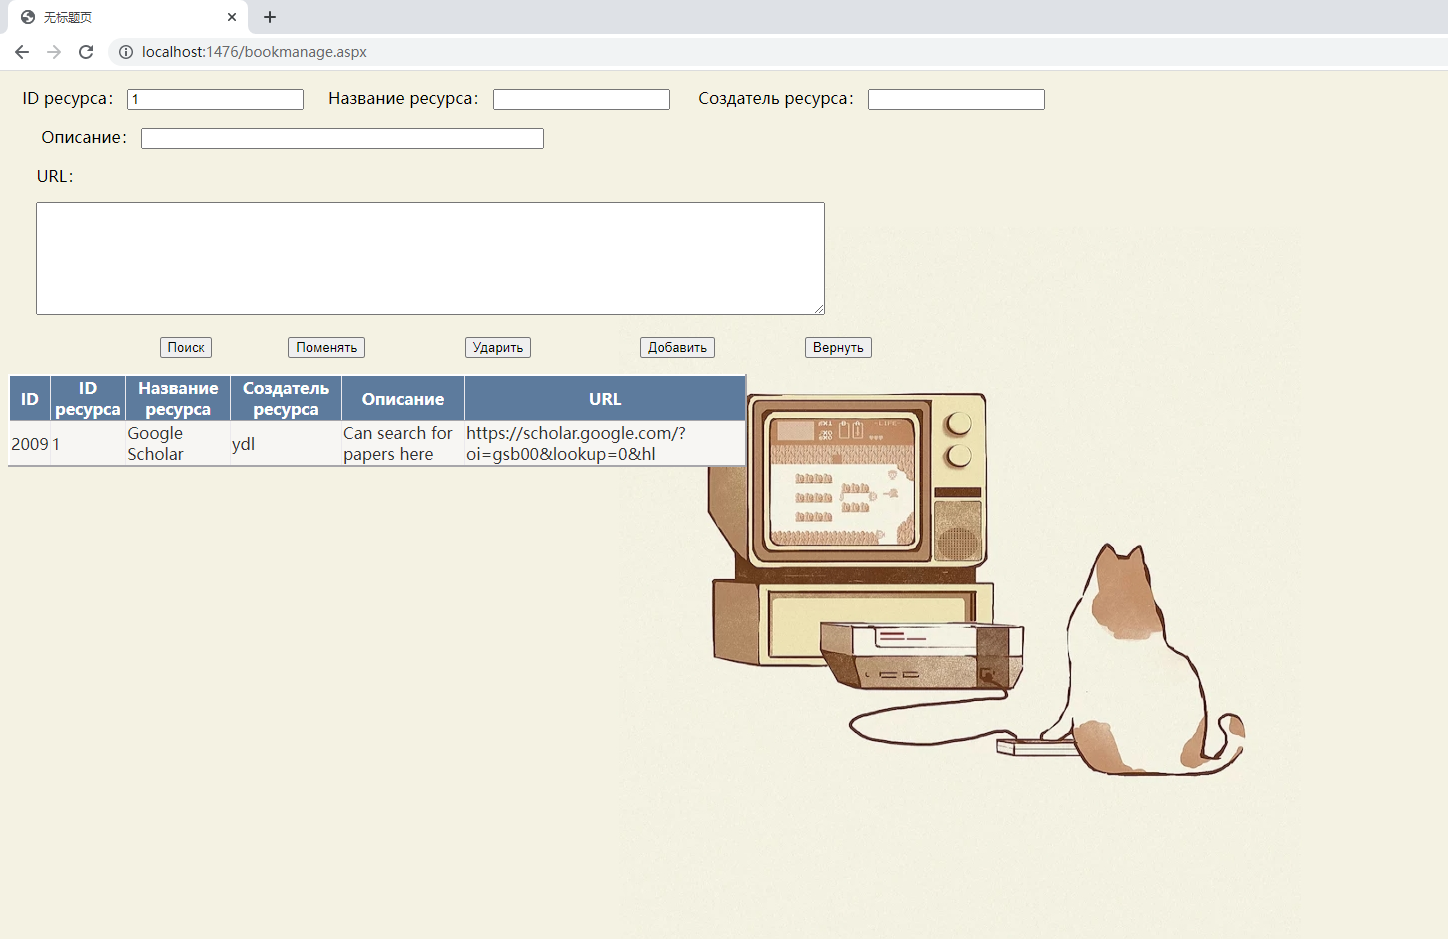 无标题页
localhost:1476/bookmanage.aspx
ID ресурса： 1 Название ресурса： Создатель ресурса：
Описание：
URL：
Поиск Поменять Ударить Добавить Вернуть
ID ID ресурса Название ресурса Создатель ресурса Описание URL
2009 1 Google Scholar ydl Can search for papers here https://scholar.google.com/?oi=gsb00&lookup=0&hl
-LIFE-